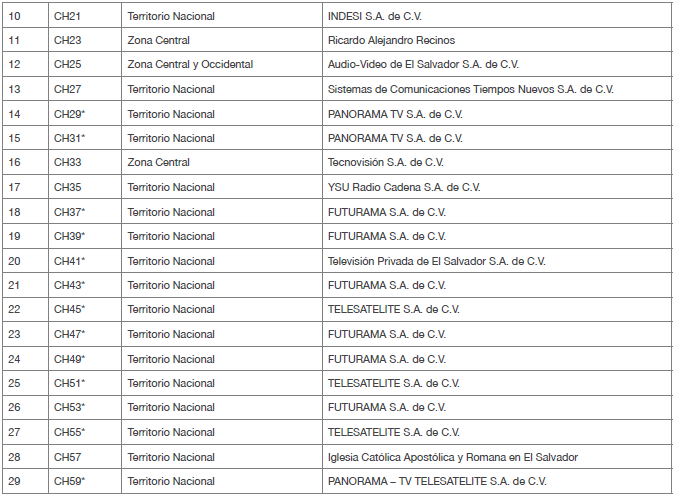 10 CH21 Territorio Nacional INDESI S.A. de C.V.
11 CH23 Zona Central Ricardo Alejandro Recinos
12 CH25 Zona Central y Occidental Audio-Video de El Salvador S.A. de C.V.
13 CH27 Territorio Nacional Sistemas de Comunicaciones Tiempos Nuevos S.A. de C.V.
14 CH29* Territorio Nacional PANORAMA TV S.A. de C.V.
15 CH31* Territorio Nacional PANORAMA TV S.A. de C.V.
16 CH33 Zona Central Tecnovisión S.A. de C.V.
17 CH35 Territorio Nacional YSU Radio Cadena S.A. de C.V.
18 CH37* Territorio Nacional FUTURAMA S.A. de C.V.
19 CH39* Territorio Nacional FUTURAMA S.A. de C.V.
20 CH41* Territorio Nacional Televisión Privada de El Salvador S.A. de C.V.
21 CH43* Territorio Nacional FUTURAMA S.A. de C.V.
22 CH45* Territorio Nacional TELESATELITE S.A. de C.V.
23 CH47* Territorio Nacional FUTURAMA S.A. de C.V.
24 CH49* Territorio Nacional FUTURAMA S.A. de C.V.
25 CH51* Territorio Nacional TELESATELITE S.A. de C.V.
26 CH53* Territorio Nacional FUTURAMA S.A. de C.V.
27 CH55* Territorio Nacional TELESATELITE S.A. de C.V.
28 CH57 Territorio Nacional Iglesia Católica Apostólica y Romana en El Salvador
29 CH59* Territorio Nacional PANORAMA – TV TELESATELITE S.A. de C.V.